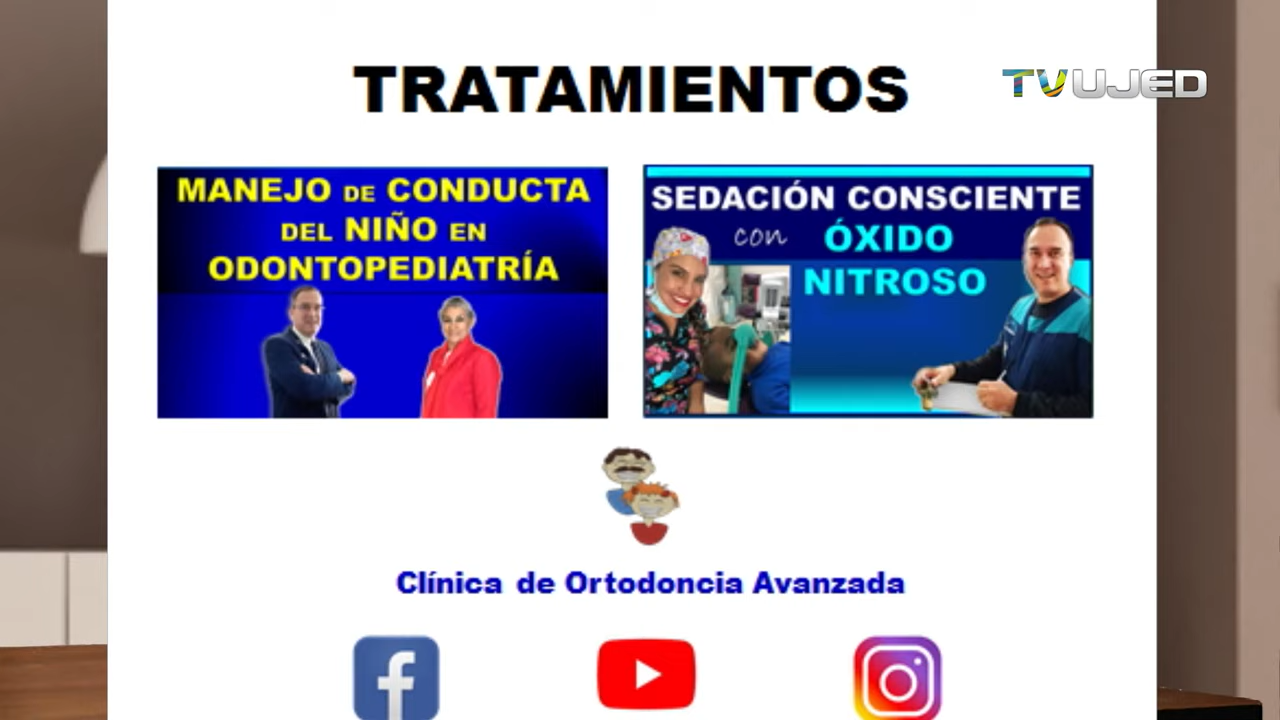 TRATAMIENTOS
TVUJED
MANEJO DE CONDUCTA
DEL NIÑO EN
ODONTOPEDIATRÍA
SEDACIÓN CONSCIENTE
con ÓXIDO
NITROSO
Clínica de Ortodoncia Avanzada